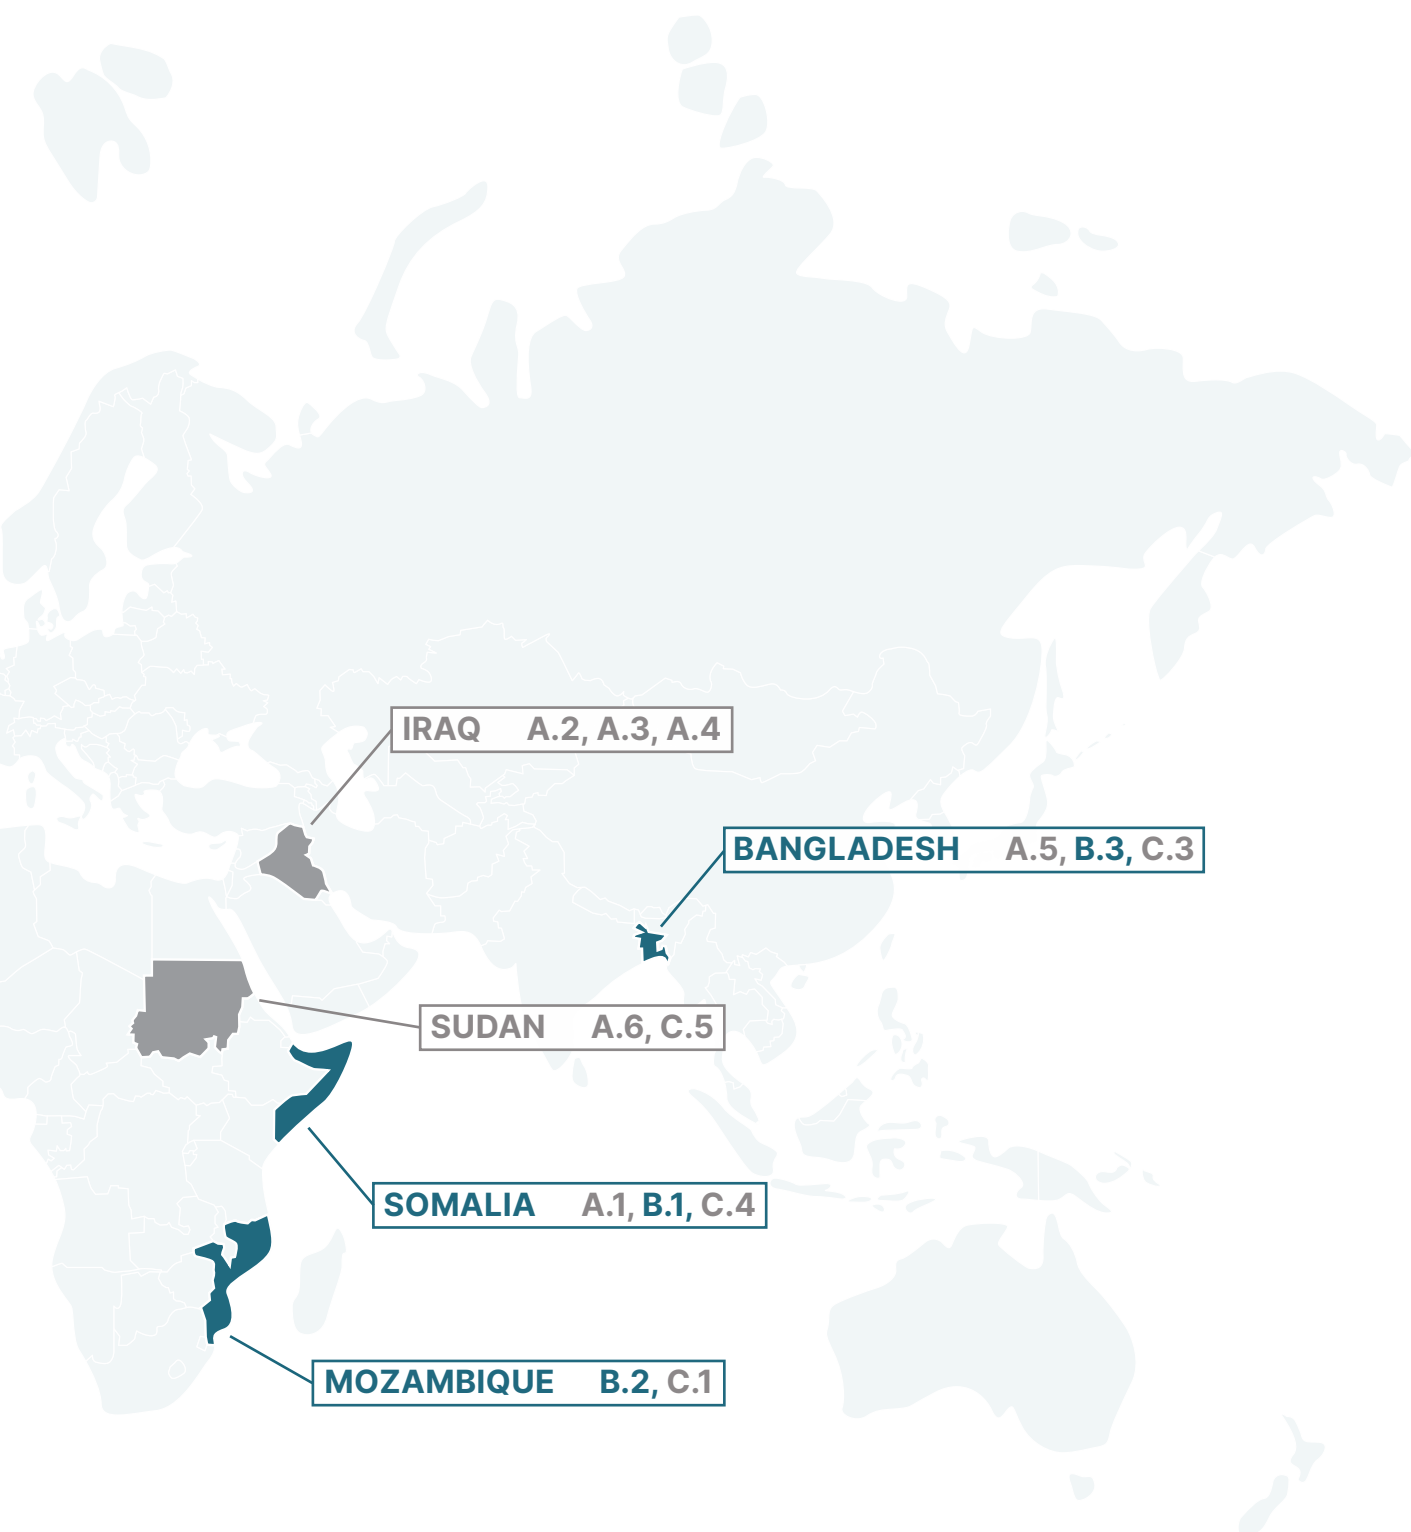 IRAQ A.2, A.3, A.4
BANGLADESH A.5, B.3, C.3
SUDAN A.6, C.5
SOMALIA A.1, B.1, C.4
MOZAMBIQUE B.2, C.1